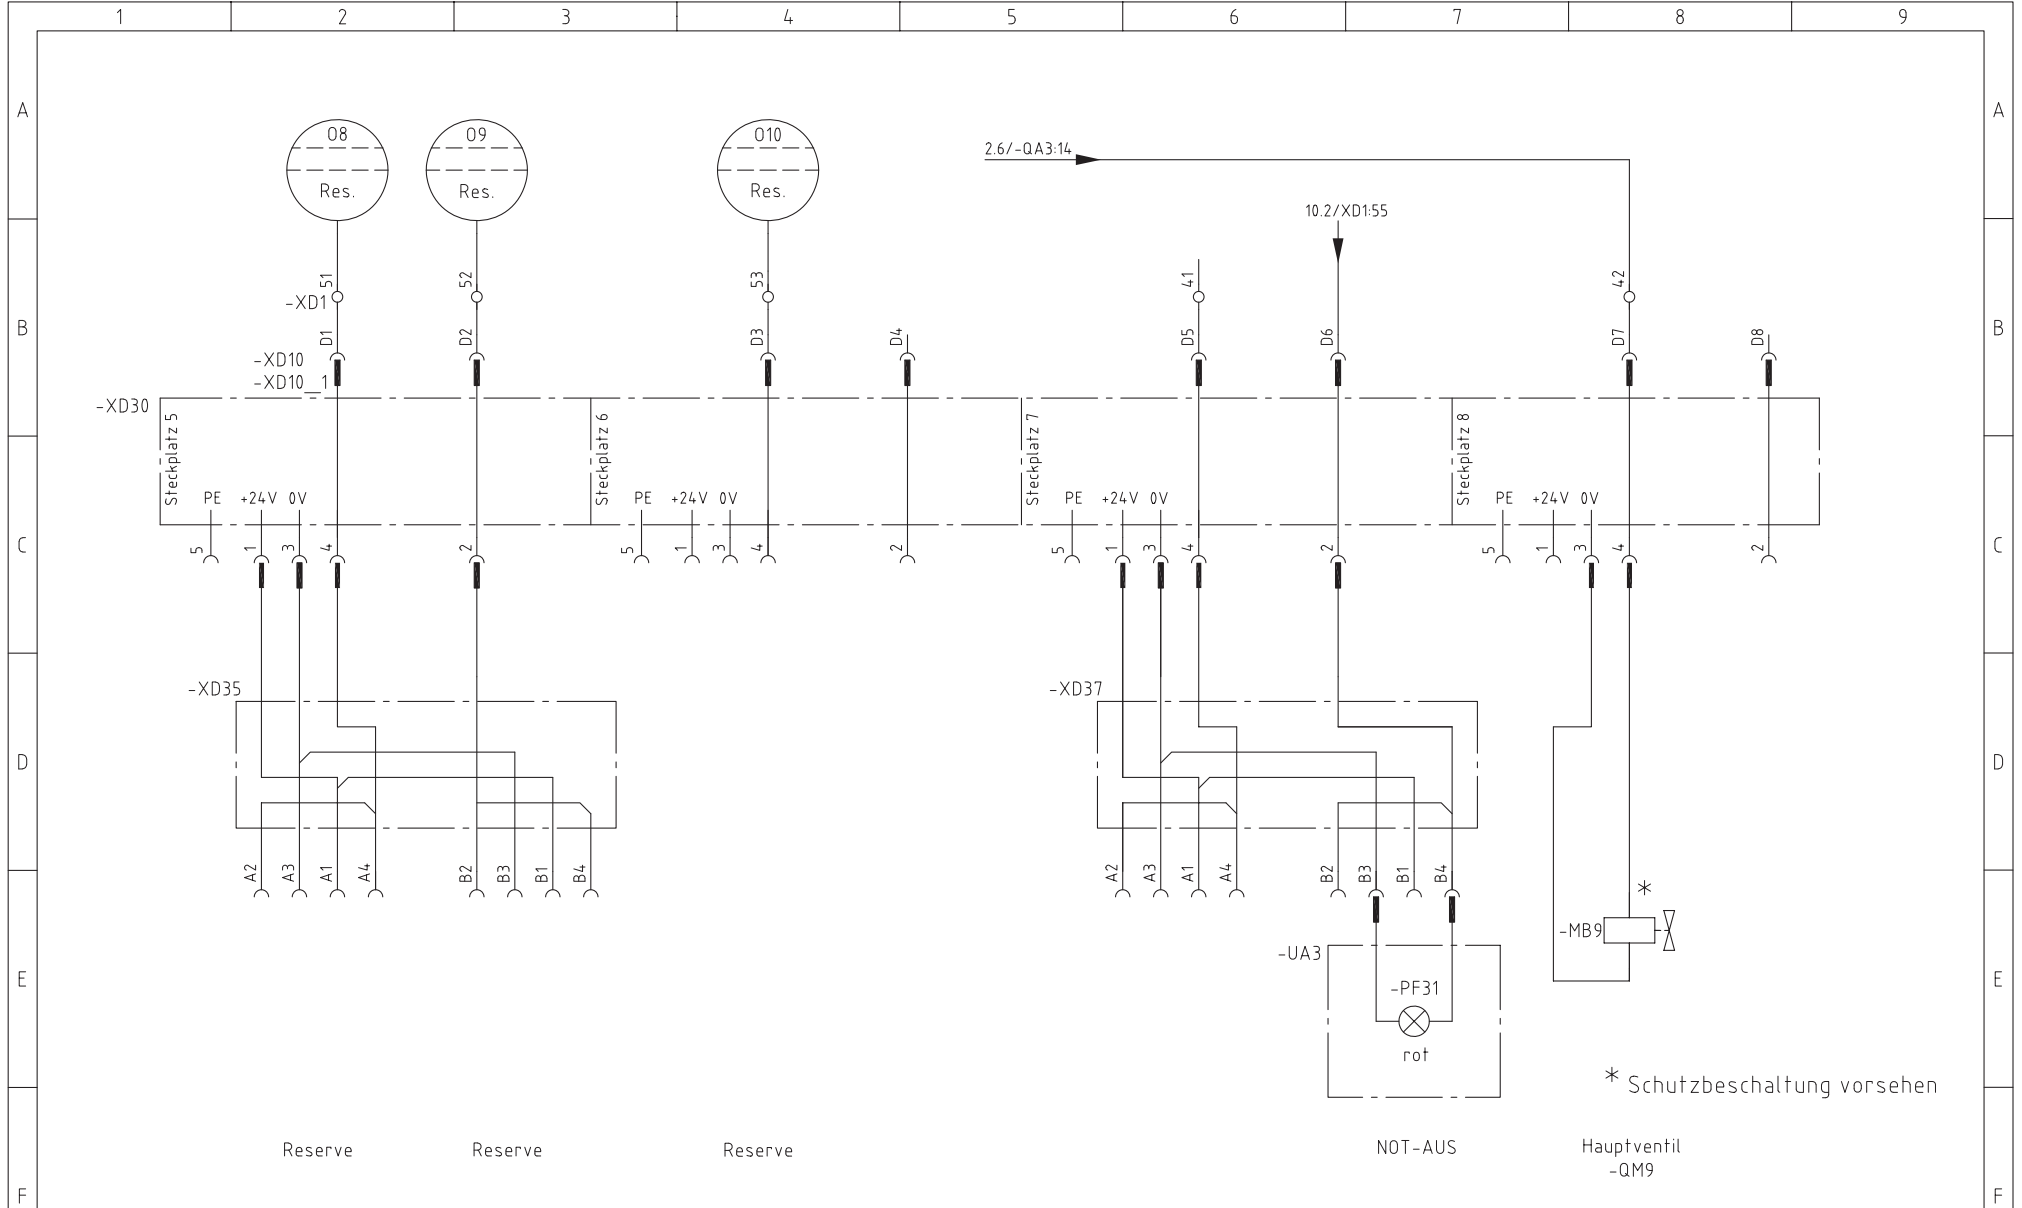 1 2 3 4 5 6 7 8 9
A A
O8 O9 O10
Res. Res. Res.
2.6/-QA3:14
10.2/XD1:55
51 52 53 41 42
-XD1
B B
D1 D2 D3 D4 D5 D6 D7 D8
-XD10
-XD10__1
-XD30
Steckplatz 5 Steckplatz 6 Steckplatz 7 Steckplatz 8
PE +24V 0V PE +24V 0V PE +24V 0V PE +24V 0V
C C
5 1 3 4 2 5 1 3 4 2 5 1 3 4 2 5 1 3 4 2
-XD35 -XD37
D D
A2 A3 A1 A4 B2 B3 B1 B4 A2 A3 A1 A4 B2 B3 B1 B4
*
-MB9
-UA3
E E
-PF31
rot
* Schutzbeschaltung vorsehen
Reserve Reserve Reserve NOT-AUS Hauptventil
-QM9
F F